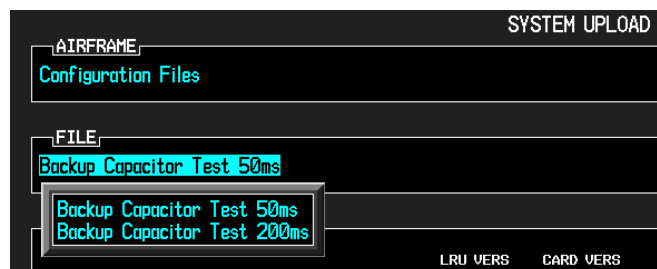 SYSTEM UPLOAD
AIRFRAME
Configuration Files
FILE
Backup Capacitor Test 50ms
Backup Capacitor Test 50ms
Backup Capacitor Test 200ms
LRU VERS CARD VERS